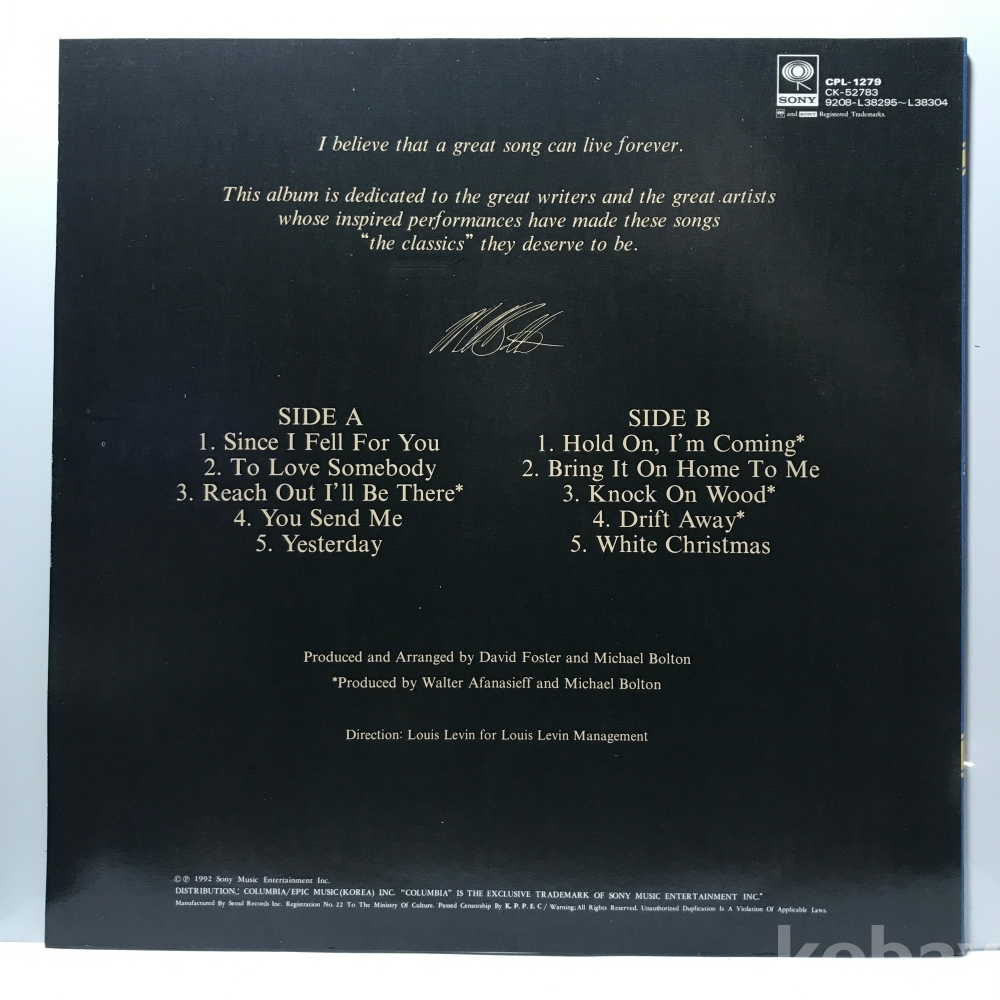 SONY
CPL-1279
CK-52783
9208-L38295~L38304
and SONY Registered Trademarks.
I believe that a great song can live forever.
This album is dedicated to the great writers and the great artists
whose inspired performances have made these songs
“the classics” they deserve to be.
SIDE A
1. Since I Fell For You
2. To Love Somebody
3. Reach Out I'll Be There*
4. You Send Me
5. Yesterday
SIDE B
1. Hold On, I'm Coming*
2. Bring It On Home To Me
3. Knock On Wood*
4. Drift Away*
5. White Christmas
Produced and Arranged by David Foster and Michael Bolton
*Produced by Walter Afanasieff and Michael Bolton
Direction: Louis Levin for Louis Levin Management
©℗ 1992 Sony Music Entertainment Inc.
DISTRIBUTION.: COLUMBIA/EPIC MUSIC(KOREA) INC. "COLUMBIA" IS THE EXCLUSIVE TRADEMARK OF SONY MUSIC ENTERTAINMENT INC."
Manufactured By Seoul Records Inc. Registration No. 22 To The Ministry Of Culture. Passed Censorship By K. P. P. E. C / Warning; All Rights Reserved. Unauthorized Duplication Is A Violation Of Applicable Laws.